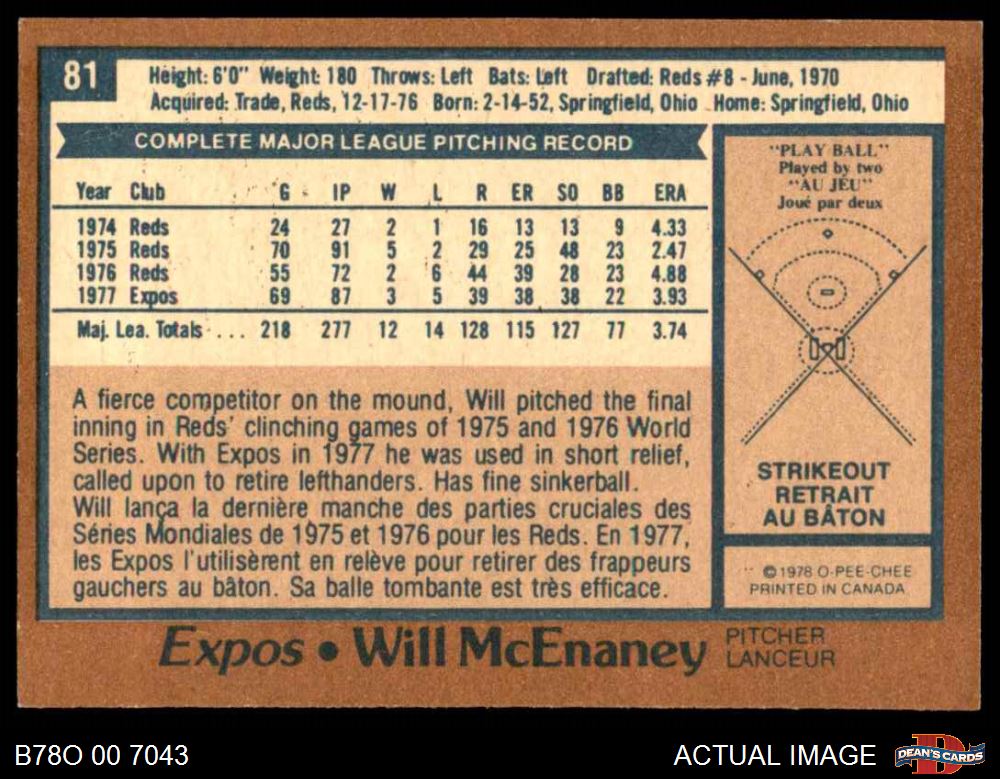 81
Height: 6'0" Weight: 180 Throws: Left Bats: Left Drafted: Reds #8 - June, 1970
Acquired: Trade, Reds, 12-17-76 Born: 2-14-52, Springfield, Ohio Home: Springfield, Ohio
COMPLETE MAJOR LEAGUE PITCHING RECORD
Year Club G IP W L R ER SO BB ERA
1974 Reds 24 27 2 1 16 13 13 9 4.33
1975 Reds 70 91 5 2 29 25 48 23 2.47
1976 Reds 55 72 2 6 44 39 28 23 4.88
1977 Expos 69 87 3 5 39 38 38 22 3.93
Maj. Lea. Totals ... 218 277 12 14 128 115 127 77 3.74
A fierce competitor on the mound, Will pitched the final
inning in Reds' clinching games of 1975 and 1976 World
Series. With Expos in 1977 he was used in short relief,
called upon to retire lefthanders. Has fine sinkerball.
Will lança la dernière manche des parties cruciales des
Séries Mondiales de 1975 et 1976 pour les Reds. En 1977,
les Expos l'utilisèrent en relève pour retirer des frappeurs
gauchers au bâton. Sa balle tombante est très efficace.
"PLAY BALL"
Played by two
"AU JEU"
Joué par deux
STRIKEOUT
RETRAIT
AU BÂTON
© 1978 O-PEE-CHEE
PRINTED IN CANADA
Expos • Will McEnaney
PITCHER
LANCEUR
B78O 00 7043
ACTUAL IMAGE
DEAN'S CARDS